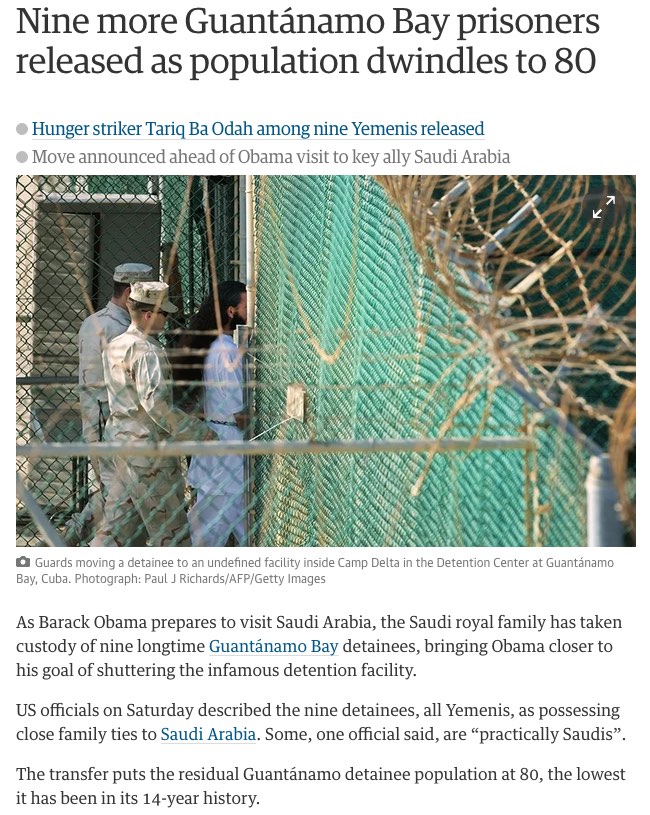 Nine more Guantánamo Bay prisoners
released as population dwindles to 80
Hunger striker Tariq Ba Odah among nine Yemenis released
Move announced ahead of Obama visit to key ally Saudi Arabia
Guards moving a detainee to an undefined facility inside Camp Delta in the Detention Center at Guantánamo
Bay, Cuba. Photograph: Paul J Richards/AFP/Getty Images
As Barack Obama prepares to visit Saudi Arabia, the Saudi royal family has taken
custody of nine longtime Guantánamo Bay detainees, bringing Obama closer to
his goal of shuttering the infamous detention facility.
US officials on Saturday described the nine detainees, all Yemenis, as possessing
close family ties to Saudi Arabia. Some, one official said, are “practically Saudis”.
The transfer puts the residual Guantánamo detainee population at 80, the lowest
it has been in its 14-year history.